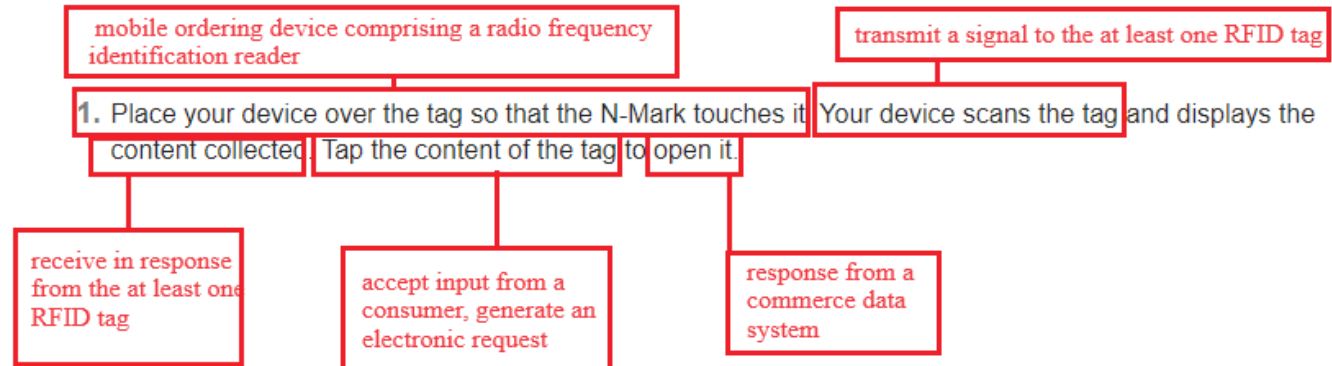 mobile ordering device comprising a radio frequency
identification reader
transmit a signal to the at least one RFID tag
1. Place your device over the tag so that the N-Mark touches it. Your device scans the tag and displays the
content collected. Tap the content of the tag to open it.
receive in response
from the at least one
RFID tag
accept input from a
consumer, generate an
electronic request
response from a
commerce data
system